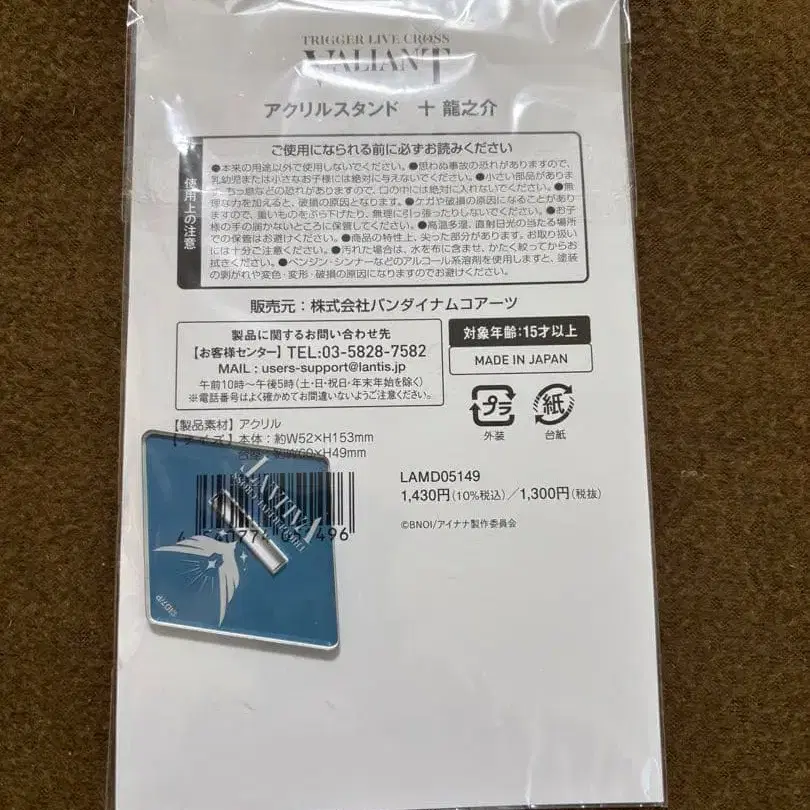 TRIGGER LIVE CROSS
VALIANT
アクリルスタンド 十 龍之介
使用上の注意
ご使用になられる前に必ずお読みください
●本来の用途以外で使用しないでください。●思わぬ事故の恐れがありますので、
乳幼児または小さなお子様には絶対に与えないでください。●小さい部品がありま
す。ちっ息などの恐れがありますので、口の中には絶対に入れないでください。●無
理な力を加えると、破損の原因となります。●ケガや破損の原因になることがあり
ますので、重いものをぶら下げたり、無理に引っ張ったりしないでください。●お子
様の手の届かないところに保管してください。●高温多湿、直射日光の当たる場所
での保管はお避けください。●商品の特性上、尖った部分があります。お取り扱い
には十分ご注意ください。●汚れた場合は、水を布に含ませ、かたく絞ってからお
拭きください。●ベンジン・シンナーなどのアルコール系溶剤を使用しますと、塗装
の剥がれや変色・変形・破損の原因になりますのでお避けください。
販売元：株式会社バンダイナムコアーツ
製品に関するお問い合わせ先
【お客様センター】TEL:03-5828-7582
MAIL：users-support@lantis.jp
午前10時〜午後5時（土・日・祝日・年末年始を除く）
※電話番号はよく確かめてお間違いないようご注意ください。
対象年齢：15才以上
MADE IN JAPAN
プラ
外装
紙
台紙
【製品素材】アクリル
本体：約W52×H153mm
約W60×H49mm
LAMD05149
1,430円（10%税込）／1,300円（税抜）
©BNOI/アイナナ製作委員会
VALIANT